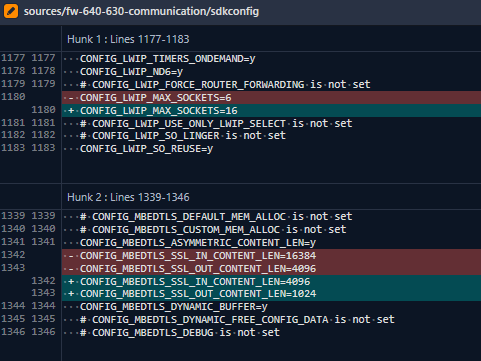 sources/fw-640-630-communication/sdkconfig
Hunk 1 : Lines 1177-1183
1177 1177 CONFIG_LWIP_TIMERS_ONDEMAND=y
1178 1178 CONFIG_LWIP_ND6=y
1179 1179 # CONFIG_LWIP_FORCE_ROUTER_FORWARDING is not set
1180 - CONFIG_LWIP_MAX_SOCKETS=6
1180 + CONFIG_LWIP_MAX_SOCKETS=16
1181 1181 # CONFIG_LWIP_USE_ONLY_LWIP_SELECT is not set
1182 1182 # CONFIG_LWIP_SO_LINGER is not set
1183 1183 CONFIG_LWIP_SO_REUSE=y
Hunk 2 : Lines 1339-1346
1339 1339 # CONFIG_MBEDTLS_DEFAULT_MEM_ALLOC is not set
1340 1340 # CONFIG_MBEDTLS_CUSTOM_MEM_ALLOC is not set
1341 1341 CONFIG_MBEDTLS_ASYMMETRIC_CONTENT_LEN=y
1342 - CONFIG_MBEDTLS_SSL_IN_CONTENT_LEN=16384
1343 - CONFIG_MBEDTLS_SSL_OUT_CONTENT_LEN=4096
1342 + CONFIG_MBEDTLS_SSL_IN_CONTENT_LEN=4096
1343 + CONFIG_MBEDTLS_SSL_OUT_CONTENT_LEN=1024
1344 1344 CONFIG_MBEDTLS_DYNAMIC_BUFFER=y
1345 1345 # CONFIG_MBEDTLS_DYNAMIC_FREE_CONFIG_DATA is not set
1346 1346 # CONFIG_MBEDTLS_DEBUG is not set